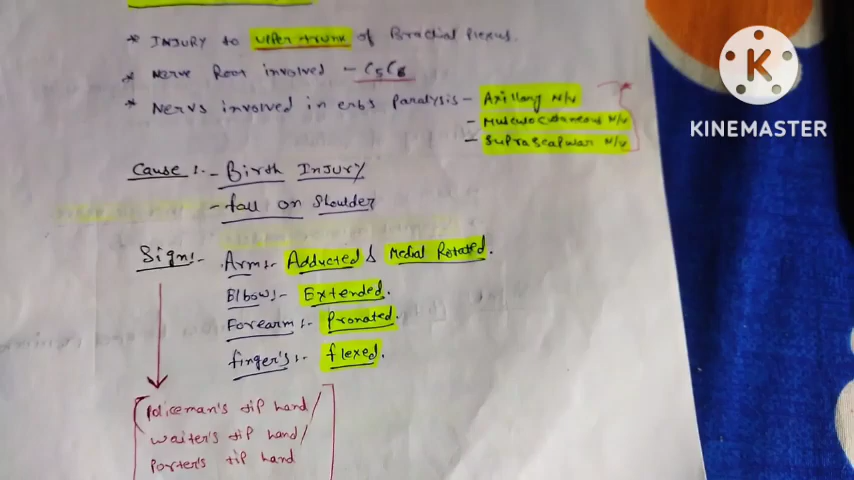 * INJURY to upper trunk of Brachial Plexus.
* Nerve Root involved - C5C6
* Nervs involved in erbs paralysis - Axillary N/v
- Musculocutaneous N/v
- Suprascapular N/v
Cause :- - Birth INJURY
- fall on Shoulder
Sign:- Arm:- Adducted & Medial Rotated.
Elbow:- Extended.
Forearm :- Pronated.
finger's :- flexed.
Policeman's tip hand/
waiter's tip hand/
Porter's tip hand
K
KINEMASTER